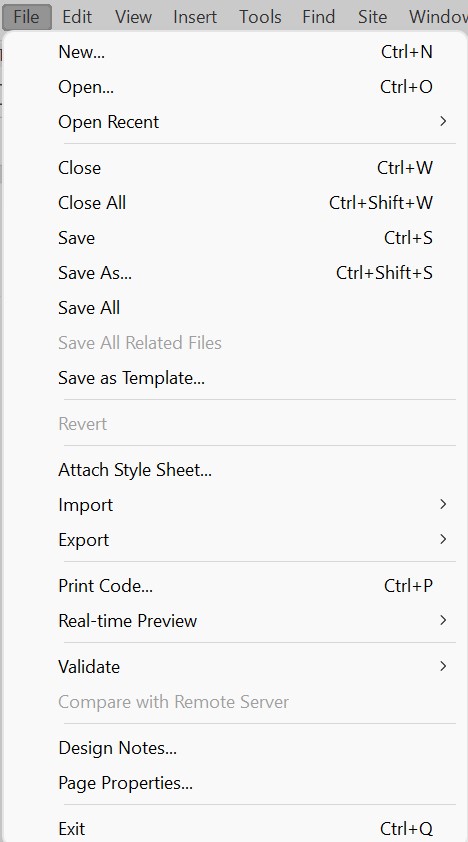 File Edit View Insert Tools Find Site Window
New... Ctrl+N
Open... Ctrl+O
Open Recent
Close Ctrl+W
Close All Ctrl+Shift+W
Save Ctrl+S
Save As... Ctrl+Shift+S
Save All
Save All Related Files
Save as Template...
Revert
Attach Style Sheet...
Import
Export
Print Code... Ctrl+P
Real-time Preview
Validate
Compare with Remote Server
Design Notes...
Page Properties...
Exit Ctrl+Q